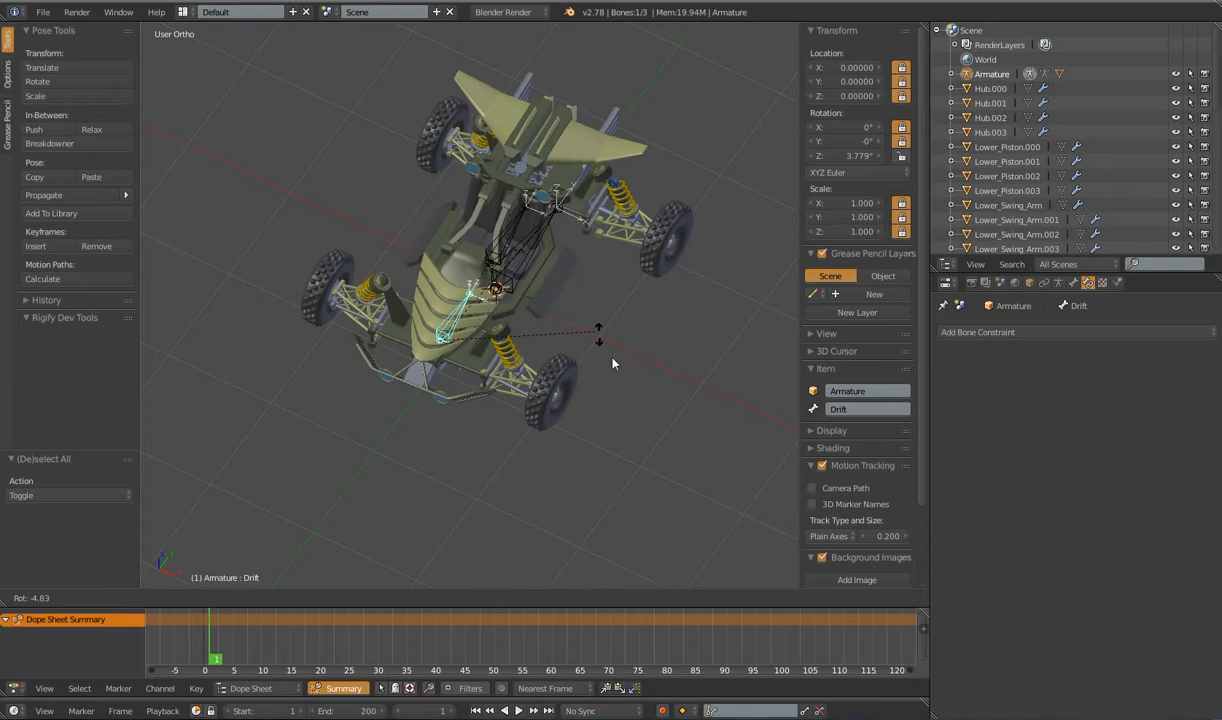 File Render Window Help Default Scene Blender Render v2.78 | Bones:1/3 | Mem:19.94M | Armature
Tools
Options
Grease Pencil
Pose Tools
Transform:
Translate
Rotate
Scale
In-Between:
Push Relax
Breakdowner
Pose:
Copy Paste
Propagate
Add To Library
Keyframes:
Insert Remove
Motion Paths:
Calculate
History
Rigify Dev Tools
(De)select All
Action
Toggle
User Ortho
(1) Armature : Drift
Transform
Location:
X: 0.00000
Y: 0.00000
Z: 0.00000
Rotation:
X: 0°
Y: -0°
Z: 3.779°
XYZ Euler
Scale:
X: 1.000
Y: 1.000
Z: 1.000
Grease Pencil Layers
Scene Object
New
New Layer
View
3D Cursor
Item
Armature
Drift
Display
Shading
Motion Tracking
Camera Path
3D Marker Names
Track Type and Size:
Plain Axes 0.200
Background Images
Add Image
Scene
RenderLayers
World
Armature
Hub.000
Hub.001
Hub.002
Hub.003
Lower_Piston.000
Lower_Piston.001
Lower_Piston.002
Lower_Piston.003
Lower_Swing_Arm
Lower_Swing_Arm.001
Lower_Swing_Arm.002
Lower_Swing_Arm.003
View Search All Scenes
Armature Drift
Add Bone Constraint
Rot: -4.83
Dope Sheet Summary
1
-5 0 5 10 15 20 25 30 35 40 45 50 55 60 65 70 75 80 85 90 95 100 105 110 115 120
View Select Marker Channel Key Dope Sheet Summary Filters Nearest Frame
View Marker Frame Playback Start: 1 End: 200 1 No Sync